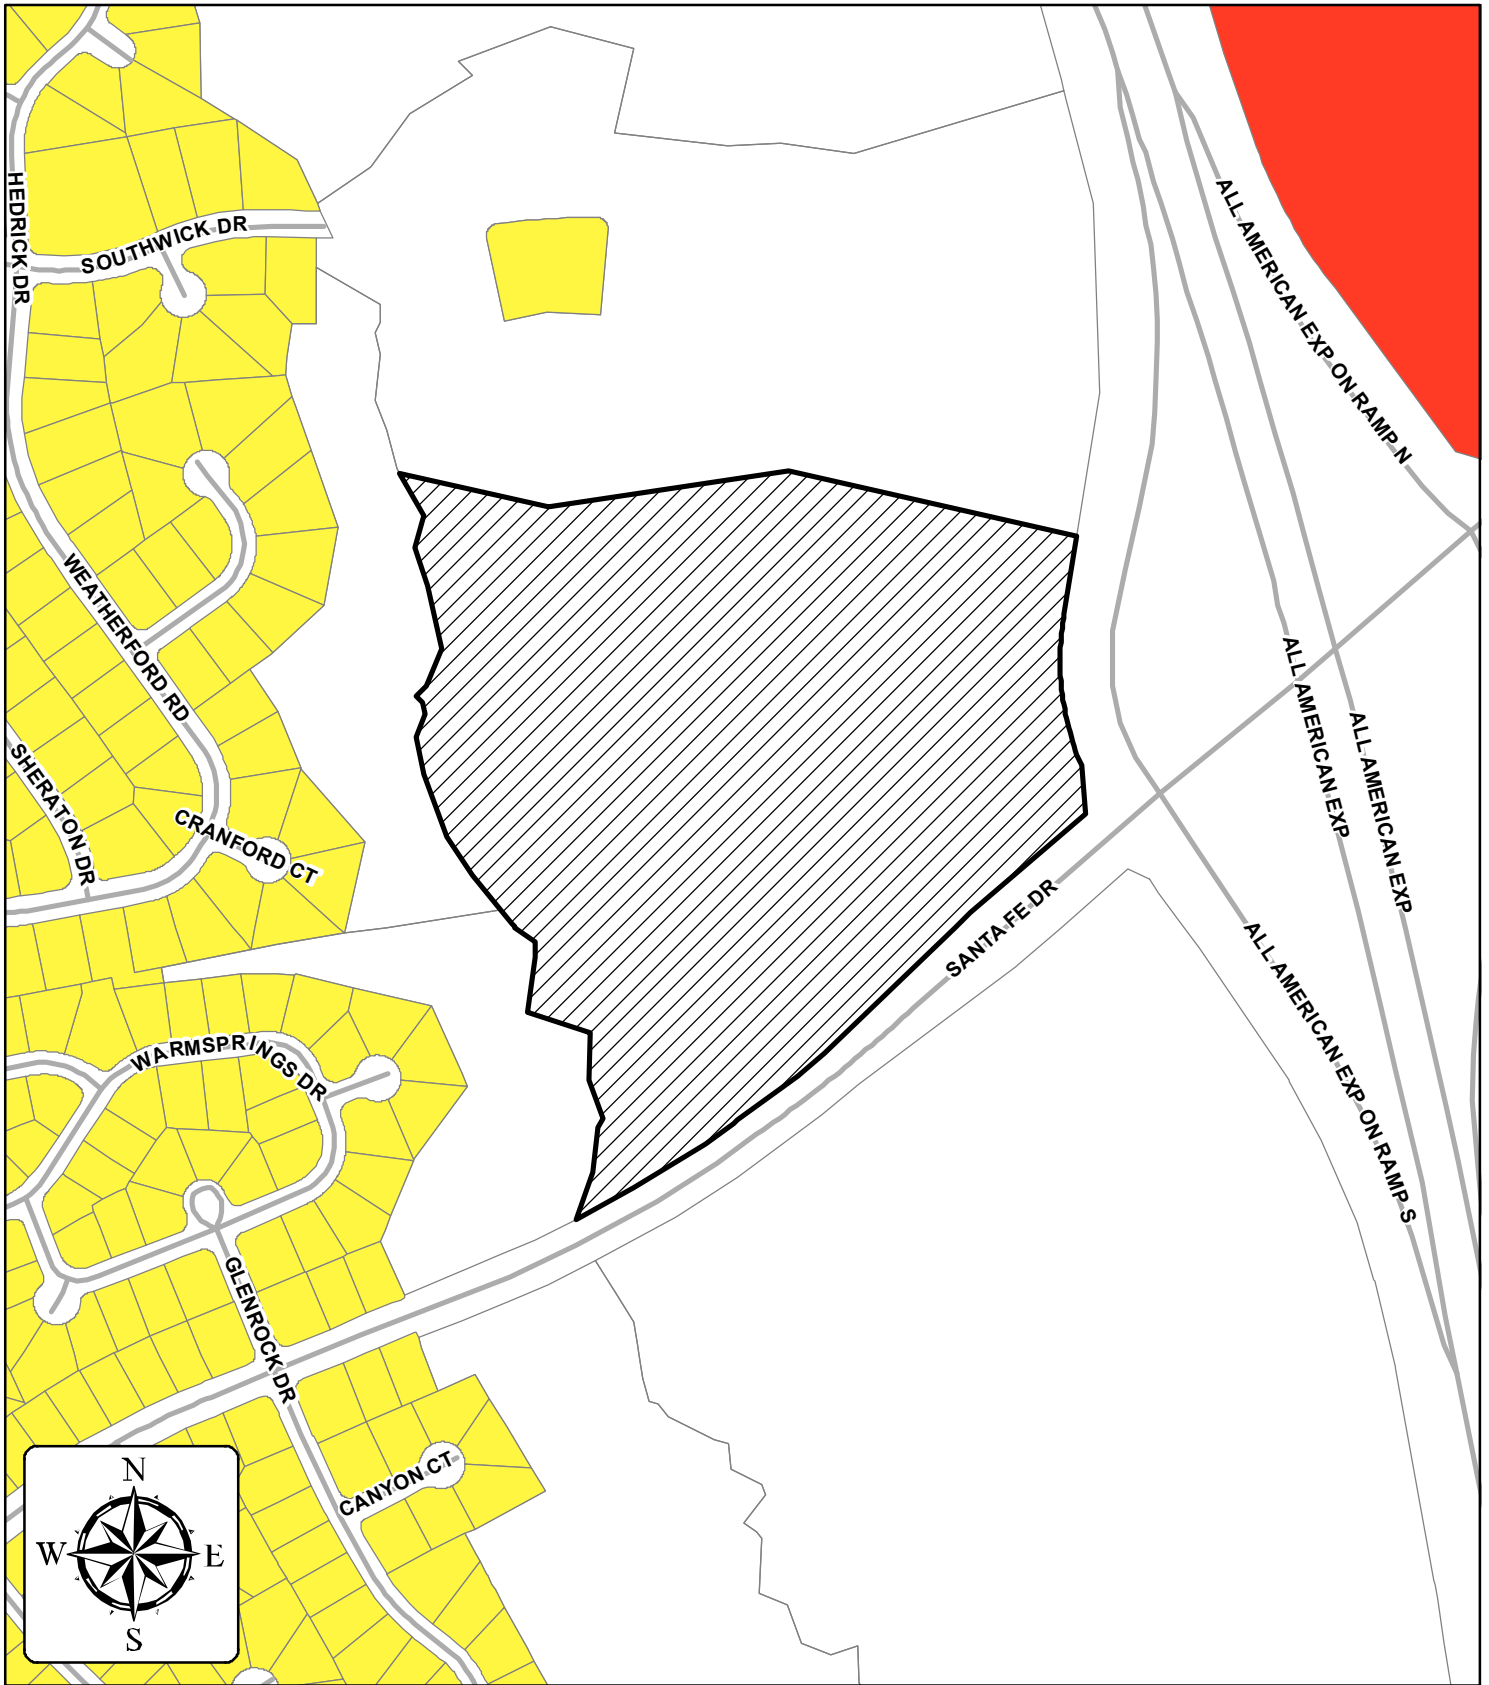 HEDRICK DR
SOUTHWICK DR
ALL AMERICAN EXP ON RAMP N
WEATHERFORD RD
SHERATON DR
CRANFORD CT
ALL AMERICAN EXP
ALL AMERICAN EXP
SANTA FE DR
ALL AMERICAN EXP ON RAMP S
WARMSPRINGS DR
GLENROCK DR
CANYON CT
N
W
E
S